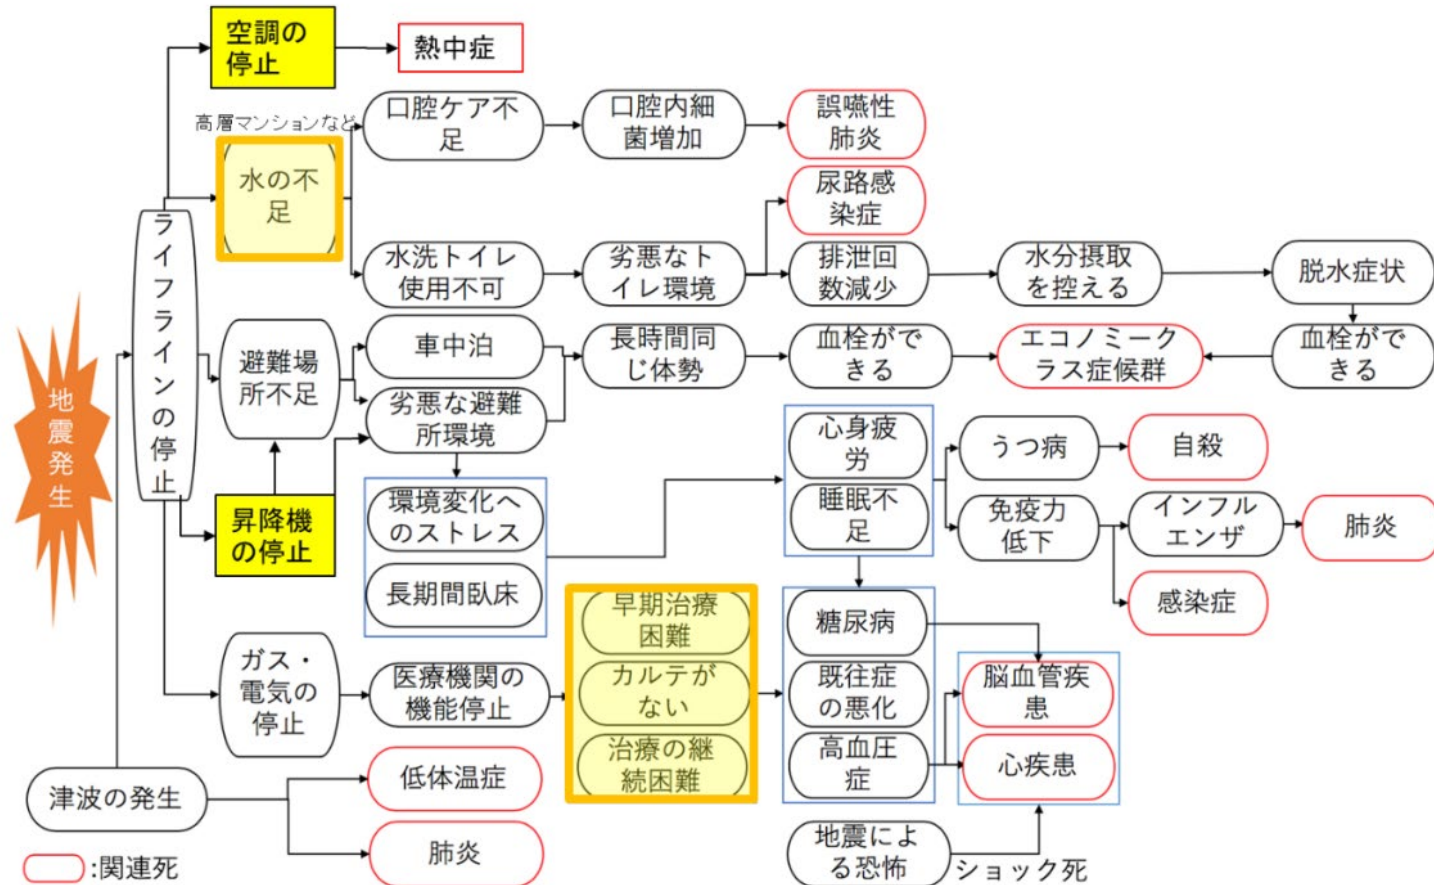 空調の
停止
熱中症
高層マンションなど
水の不
足
口腔ケア不
足
口腔内細
菌増加
誤嚥性
肺炎
尿路感
染症
水洗トイレ
使用不可
劣悪なト
イレ環境
排泄回
数減少
水分摂取
を控える
脱水症状
地震発生
ライフラインの停止
避難場
所不足
車中泊
劣悪な避難
所環境
長時間同
じ体勢
血栓がで
きる
エコノミーク
ラス症候群
血栓がで
きる
昇降機
の停止
環境変化へ
のストレス
長期間臥床
心身疲
労
睡眠不
足
うつ病
自殺
免疫力
低下
インフル
エンザ
肺炎
感染症
ガス・
電気の
停止
医療機関の
機能停止
早期治療
困難
カルテが
ない
治療の継
続困難
糖尿病
既往症
の悪化
高血圧
症
脳血管疾
患
心疾患
津波の発生
低体温症
肺炎
地震によ
る恐怖
ショック死
:関連死